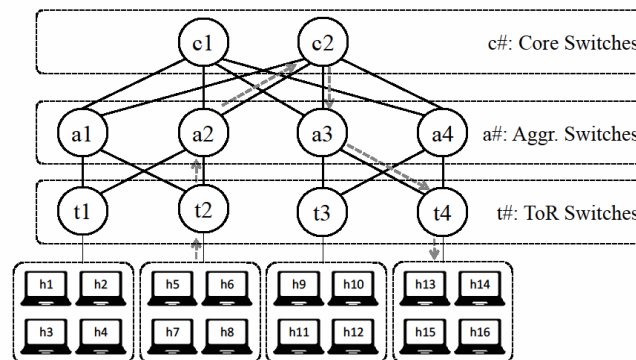 c1 c2 c#: Core Switches
a1 a2 a3 a4 a#: Aggr. Switches
t1 t2 t3 t4 t#: ToR Switches
h1 h2 h5 h6 h9 h10 h13 h14
h3 h4 h7 h8 h11 h12 h15 h16